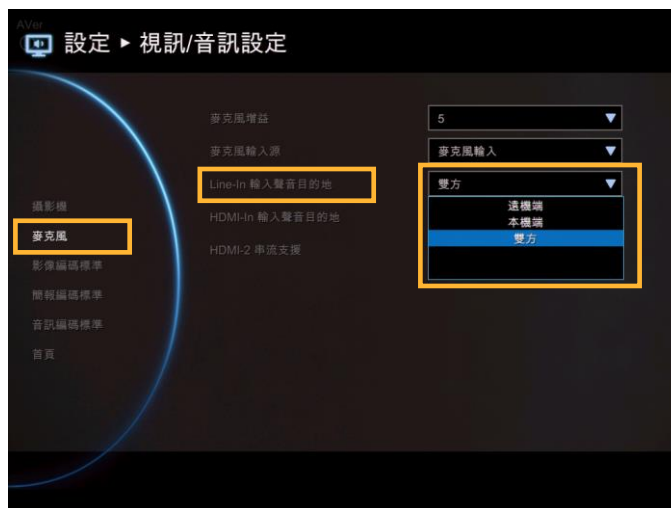 AVer
設定 ▸ 視訊/音訊設定
麥克風增益
5
麥克風輸入源
麥克風輸入
Line-In 輸入聲音目的地
雙方
遠機端
本機端
雙方
HDMI-In 輸入聲音目的地
HDMI-2 串流支援
攝影機
麥克風
影像編碼標準
簡報編碼標準
音訊編碼標準
首頁